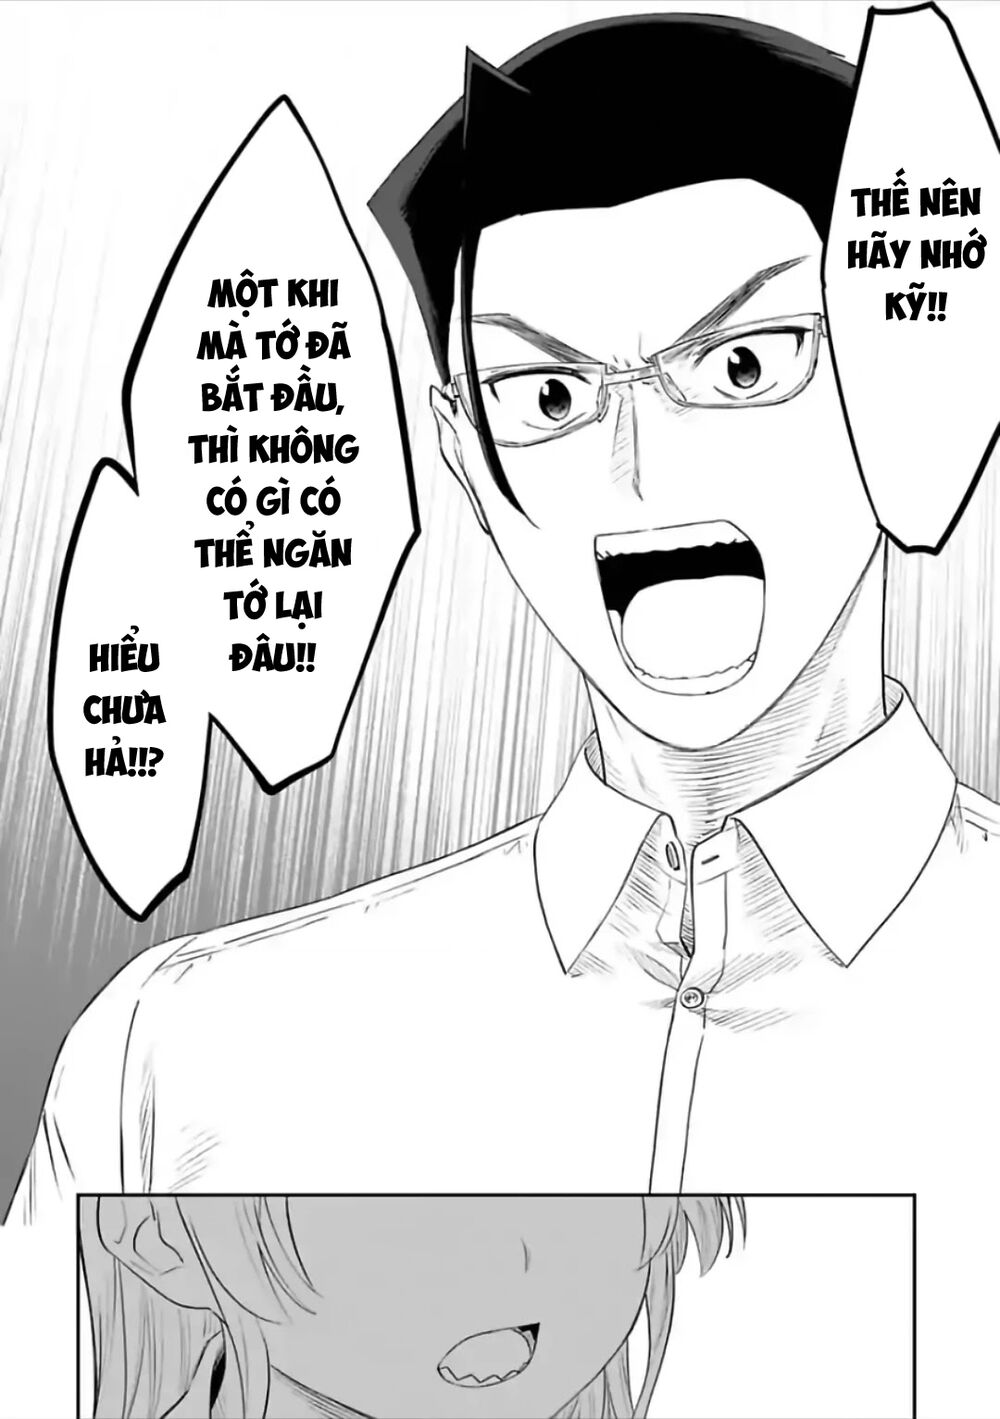 THẾ NÊN
HÃY NHỚ
KỸ!!
MỘT KHI
MÀ TỚ ĐÃ
BẮT ĐẦU,
THÌ KHÔNG
CÓ GÌ CÓ
THỂ NGĂN
TỚ LẠI
ĐÂU!!
HIỂU
CHƯA
HẢ!!?